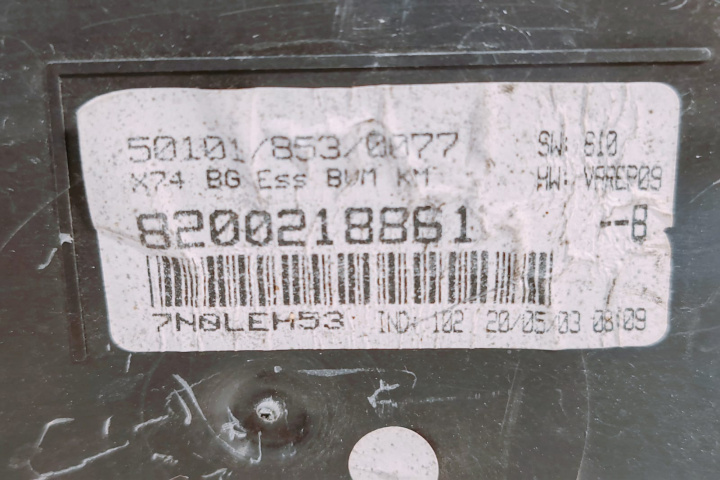 50101/853/0077 SW: 610
X74 BG Ess BVM KM HW:
8200218861 --B
7N8LEH53 IND: 102 20/05/03 08:09